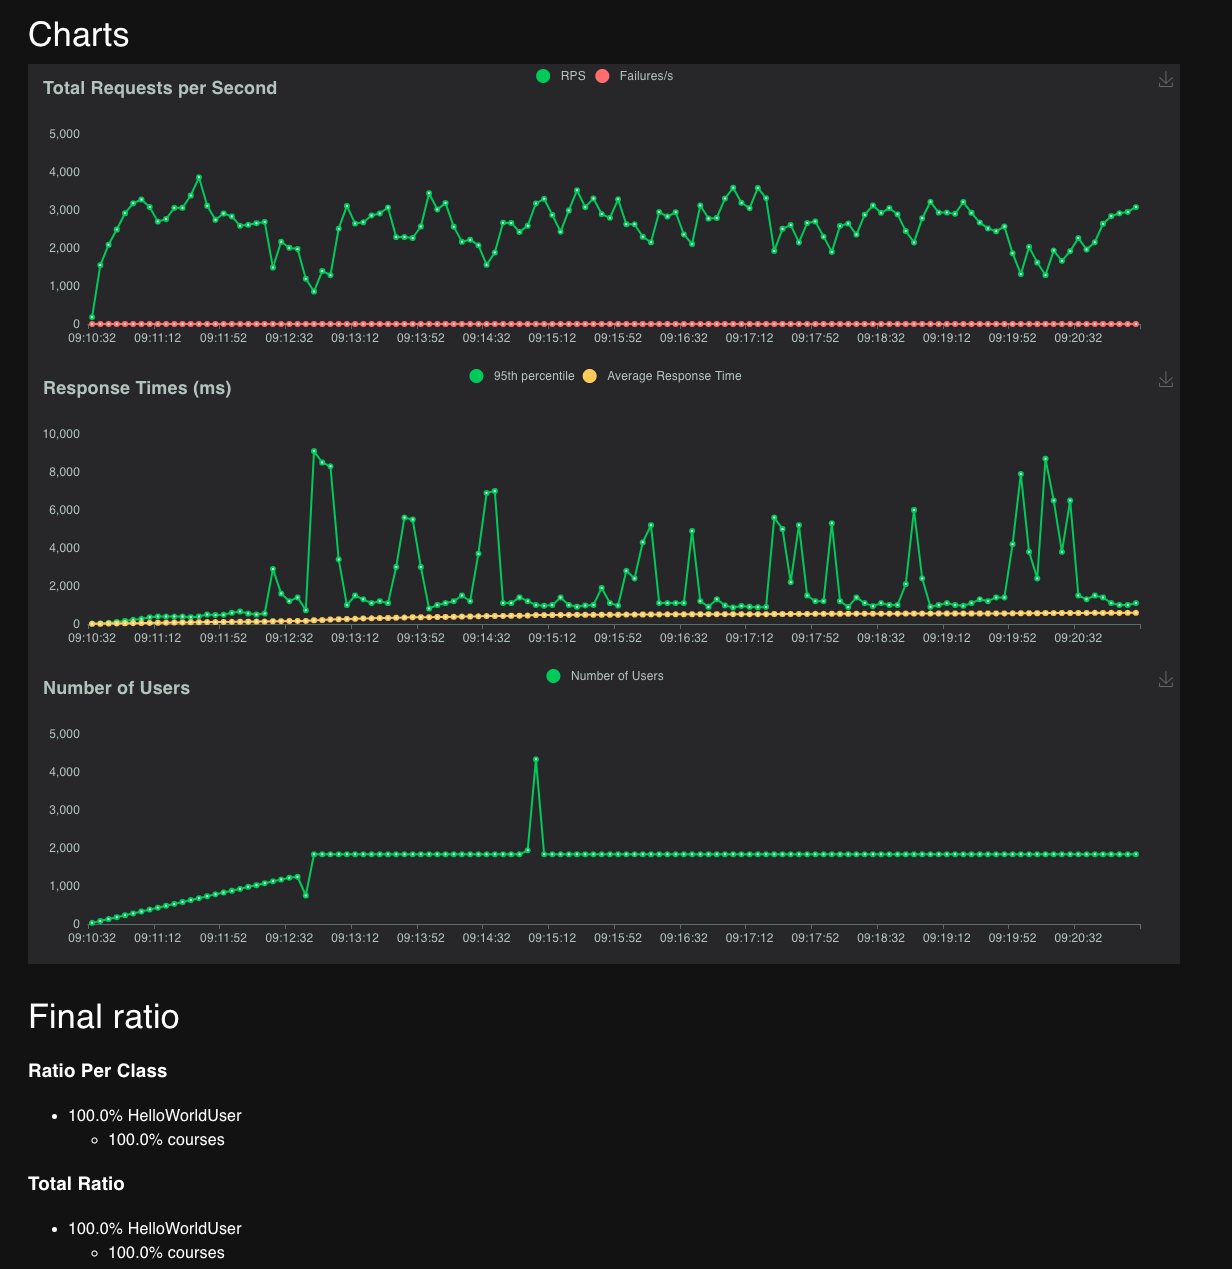 Charts
RPS Failures/s
Total Requests per Second
5,000
4,000
3,000
2,000
1,000
0
09:10:32 09:11:12 09:11:52 09:12:32 09:13:12 09:13:52 09:14:32 09:15:12 09:15:52 09:16:32 09:17:12 09:17:52 09:18:32 09:19:12 09:19:52 09:20:32
95th percentile Average Response Time
Response Times (ms)
10,000
8,000
6,000
4,000
2,000
0
09:10:32 09:11:12 09:11:52 09:12:32 09:13:12 09:13:52 09:14:32 09:15:12 09:15:52 09:16:32 09:17:12 09:17:52 09:18:32 09:19:12 09:19:52 09:20:32
Number of Users
Number of Users
5,000
4,000
3,000
2,000
1,000
0
09:10:32 09:11:12 09:11:52 09:12:32 09:13:12 09:13:52 09:14:32 09:15:12 09:15:52 09:16:32 09:17:12 09:17:52 09:18:32 09:19:12 09:19:52 09:20:32
Final ratio
Ratio Per Class
100.0% HelloWorldUser
100.0% courses
Total Ratio
100.0% HelloWorldUser
100.0% courses